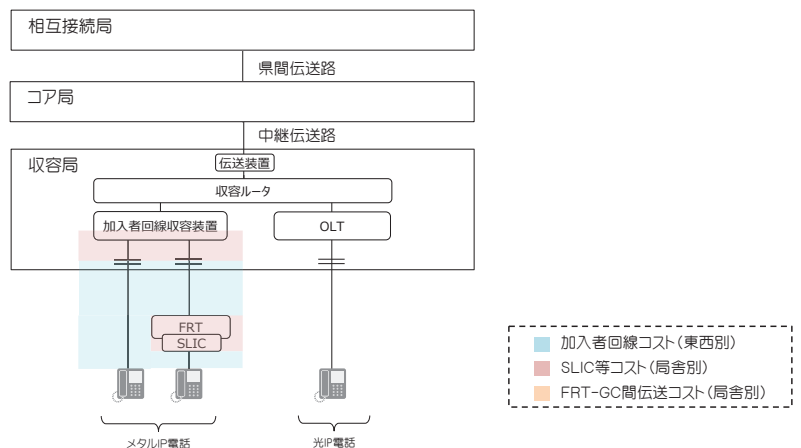 相互接続局
県間伝送路
コア局
中継伝送路
収容局
伝送装置
収容ルータ
加入者回線収容装置
OLT
FRT
SLIC
メタルIP電話
光IP電話
加入者回線コスト(東西別)
SLIC等コスト(局舎別)
FRT-GC間伝送コスト(局舎別)